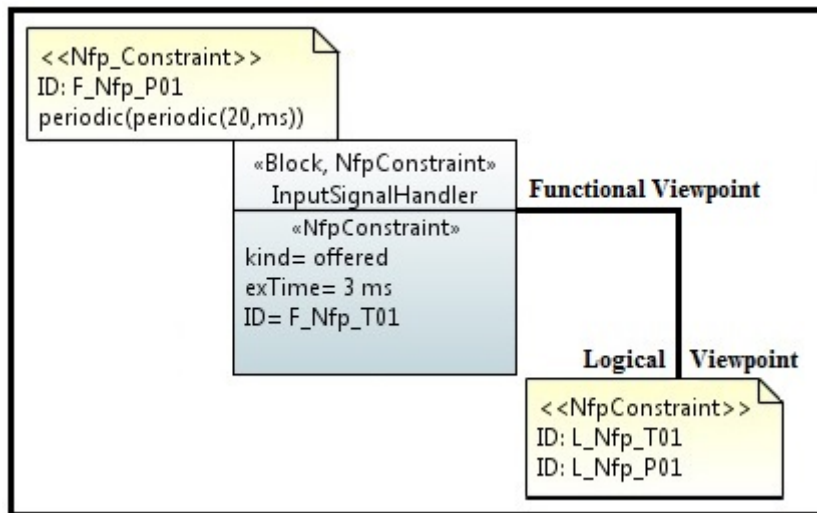 <<Nfp_Constraint>>
ID: F_Nfp_P01
periodic(periodic(20,ms))
«Block, NfpConstraint»
InputSignalHandler
«NfpConstraint»
kind= offered
exTime= 3 ms
ID= F_Nfp_T01
Functional Viewpoint
Logical Viewpoint
<<NfpConstraint>>
ID: L_Nfp_T01
ID: L_Nfp_P01